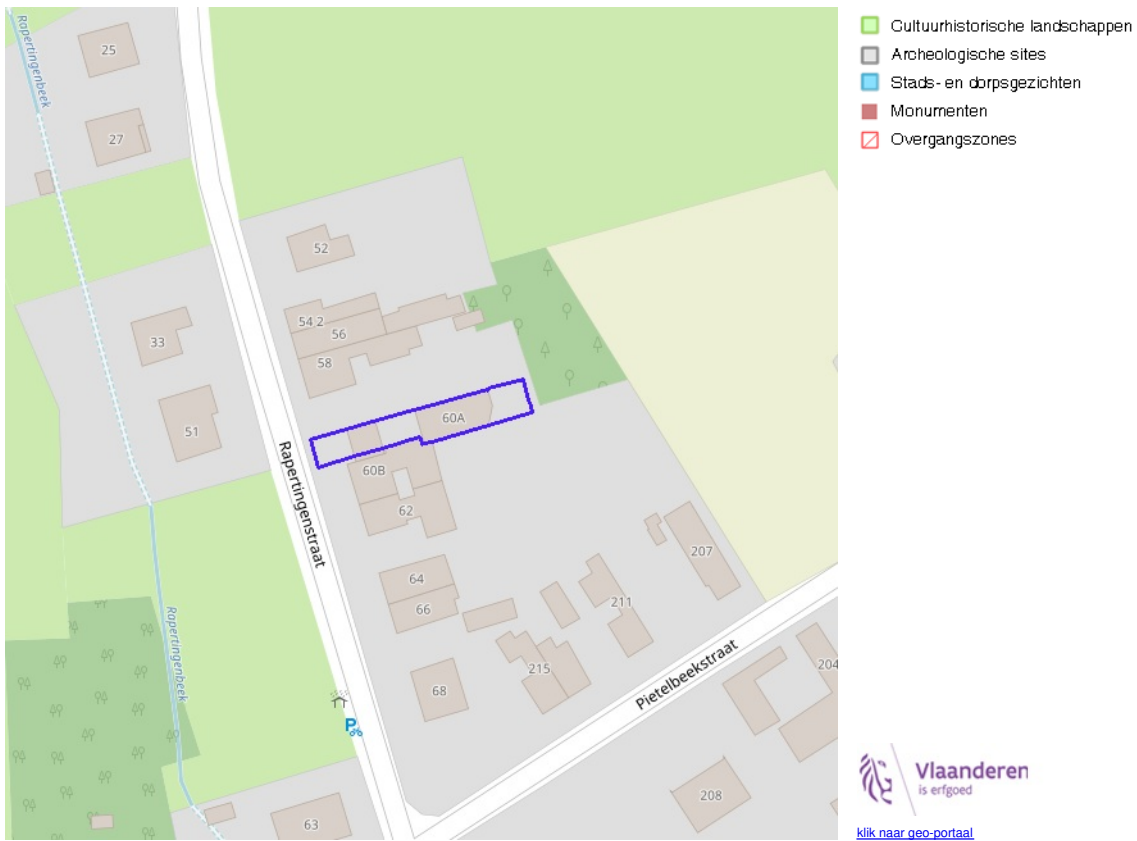 Rapertingenbeek
25
27
52
54 2
56
58
33
51
60A
60B
62
Rapertingenstraat
64
66
68
207
211
215
204
Pietelbeekstraat
Rapertingenbeek
P
208
63
Cultuurhistorische landschappen
Archeologische sites
Stads- en dorpsgezichten
Monumenten
Overgangszones
Vlaanderen
is erfgoed
klik naar geo-portaal